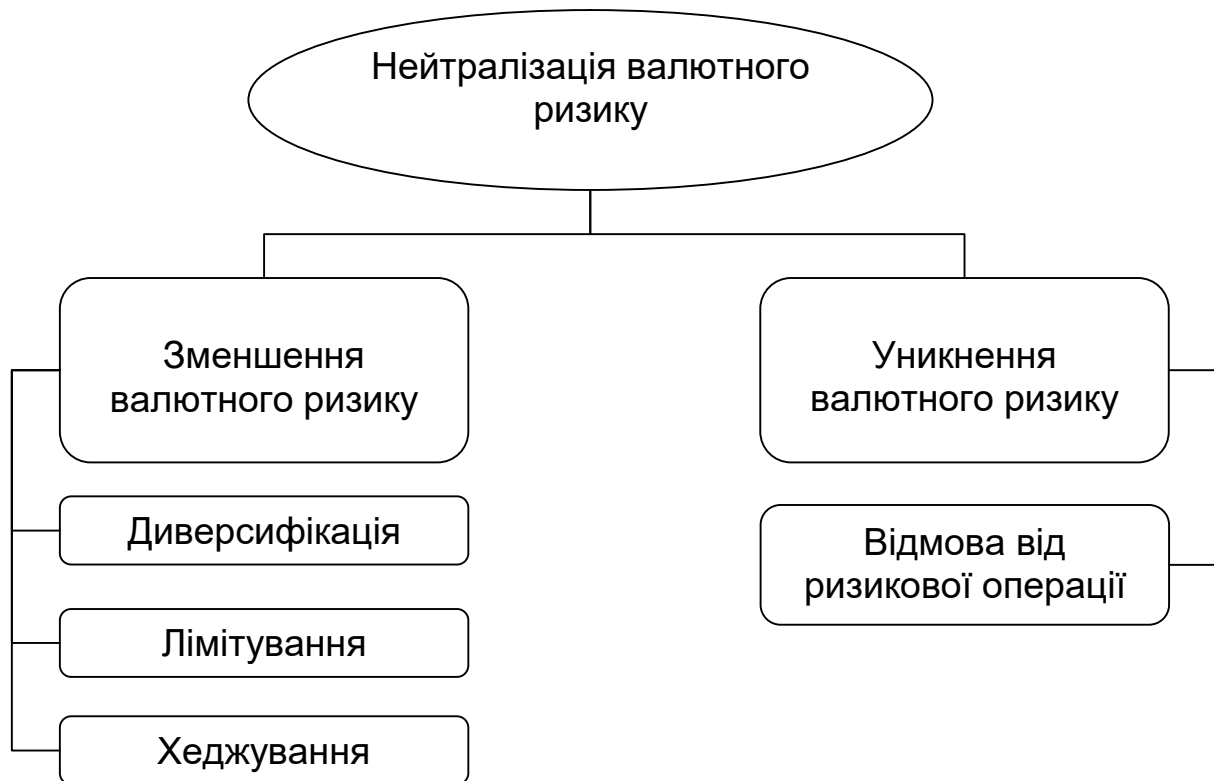 Нейтралізація валютного
ризику
Зменшення
валютного ризику
Уникнення
валютного ризику
Диверсифікація
Відмова від
ризикової операції
Лімітування
Хеджування